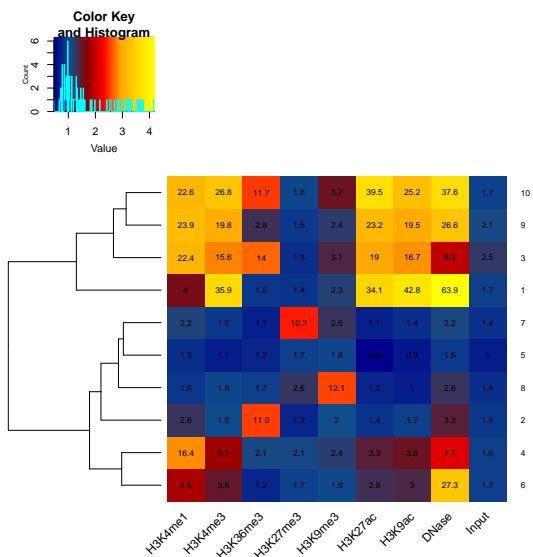 Color Key
and Histogram
Count
0 2 4 6
1 2 3 4
Value
22.6 26.8 11.7 1.8 3.7 39.5 25.2 37.6 1.7 10
23.9 19.8 2.8 1.5 2.4 23.2 19.5 26.6 2.1 9
22.4 15.6 14 1.3 3.1 19 16.7 6.2 2.5 3
4 35.9 1.5 1.4 2.3 34.1 42.8 63.9 1.7 1
2.2 1.5 1.1 10.2 2.6 1.1 1.4 2.2 1.4 7
1.3 1.1 1.2 1.7 1.8 0.9 1.6 1 5
1.5 1.8 1.7 2.6 12.1 1.2 1 2.6 1.4 8
2.6 1.9 11.9 1.2 2 1.4 1.7 3.3 1.5 2
16.4 5.1 2.1 2.1 2.4 3.3 3.8 7.7 1.6 4
5.5 3.6 1.2 1.7 1.9 2.8 3 27.3 1.7 6
H3K4me1 H3K4me3 H3K36me3 H3K27me3 H3K9me3 H3K27ac H3K9ac DNase Input